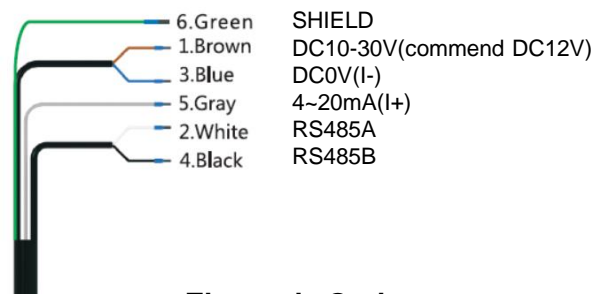 6.Green SHIELD
1.Brown DC10-30V(commend DC12V)
3.Blue DC0V(I-)
5.Gray 4~20mA(I+)
2.White RS485A
4.Black RS485B